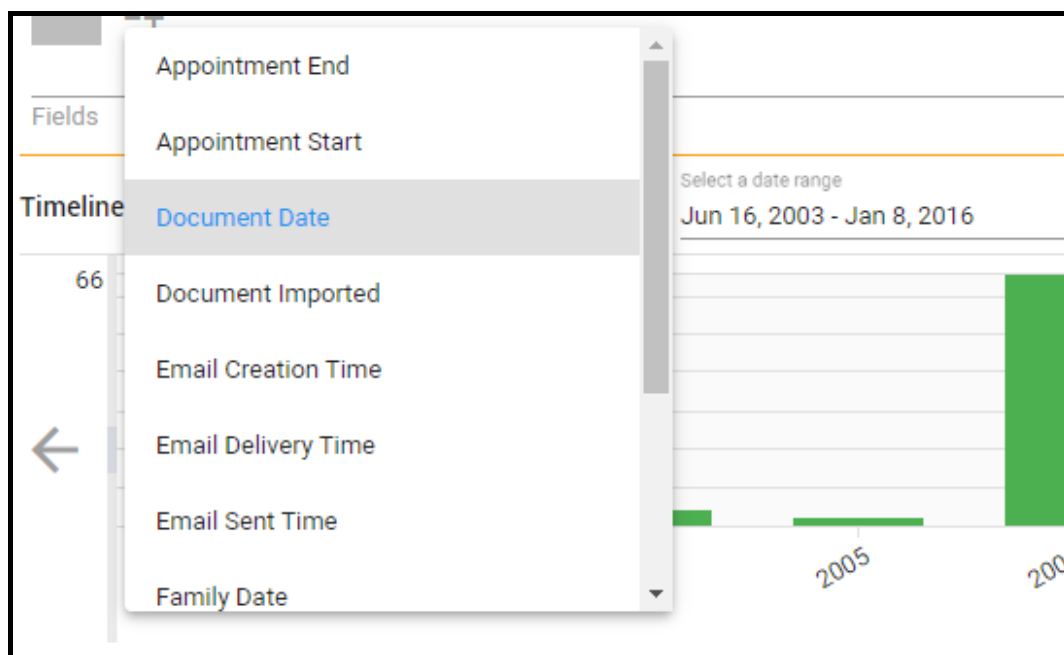 Appointment End
Fields
Appointment Start
Select a date range
Timeline
Document Date
Jun 16, 2003 - Jan 8, 2016
66
Document Imported
Email Creation Time
Email Delivery Time
Email Sent Time
2005
Family Date